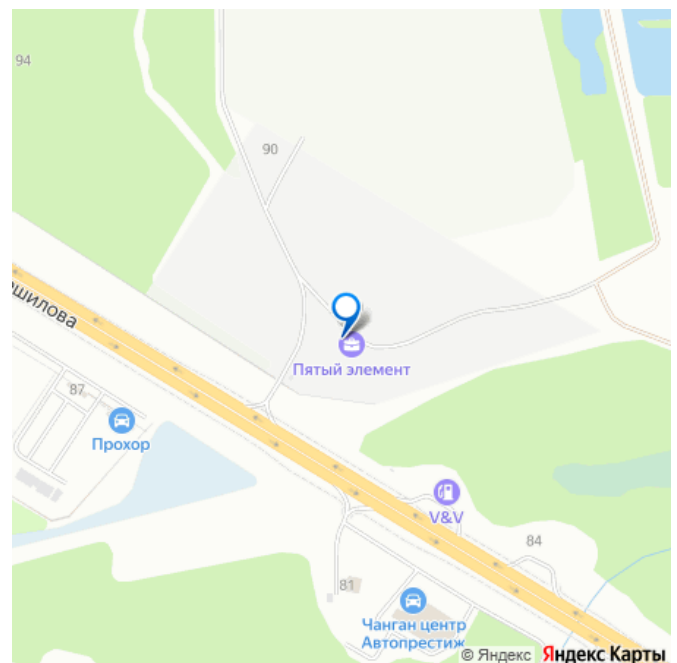 94
90
шилова
Пятый элемент
87
Прохор
V&V
84
81
Чанган центр
Автопрестиж
© Яндекс Яндекс Карты